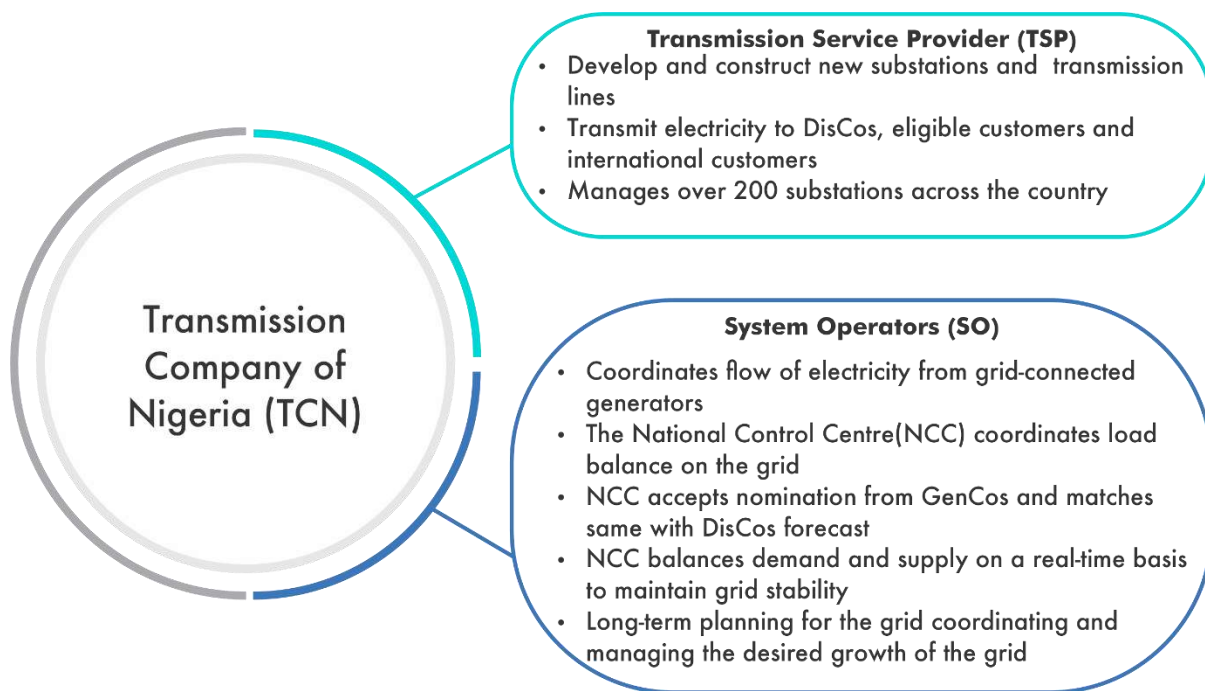 Transmission
Company of
Nigeria (TCN)
Transmission Service Provider (TSP)
• Develop and construct new substations and transmission
lines
• Transmit electricity to DisCos, eligible customers and
international customers
• Manages over 200 substations across the country
System Operators (SO)
• Coordinates flow of electricity from grid-connected
generators
• The National Control Centre(NCC) coordinates load
balance on the grid
• NCC accepts nomination from GenCos and matches
same with DisCos forecast
• NCC balances demand and supply on a real-time basis
to maintain grid stability
• Long-term planning for the grid coordinating and
managing the desired growth of the grid